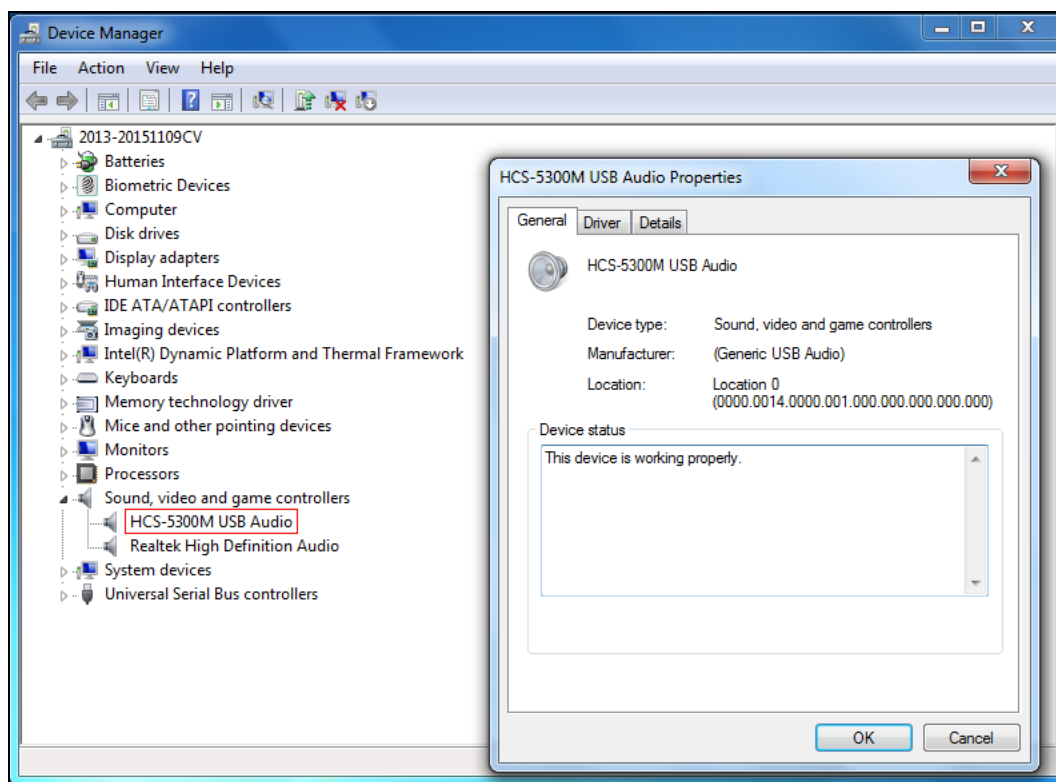 Device Manager
File Action View Help
2013-20151109CV
Batteries
Biometric Devices
Computer
Disk drives
Display adapters
Human Interface Devices
IDE ATA/ATAPI controllers
Imaging devices
Intel(R) Dynamic Platform and Thermal Framework
Keyboards
Memory technology driver
Mice and other pointing devices
Monitors
Processors
Sound, video and game controllers
HCS-5300M USB Audio
Realtek High Definition Audio
System devices
Universal Serial Bus controllers
HCS-5300M USB Audio Properties
General Driver Details
HCS-5300M USB Audio
Device type: Sound, video and game controllers
Manufacturer: (Generic USB Audio)
Location: Location 0
(0000.0014.0000.001.000.000.000.000.000)
Device status
This device is working properly.
OK Cancel